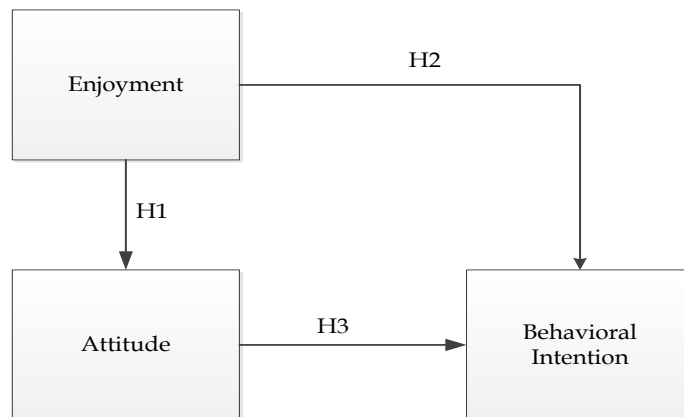 Enjoyment
H2
H1
Attitude
H3
Behavioral
Intention